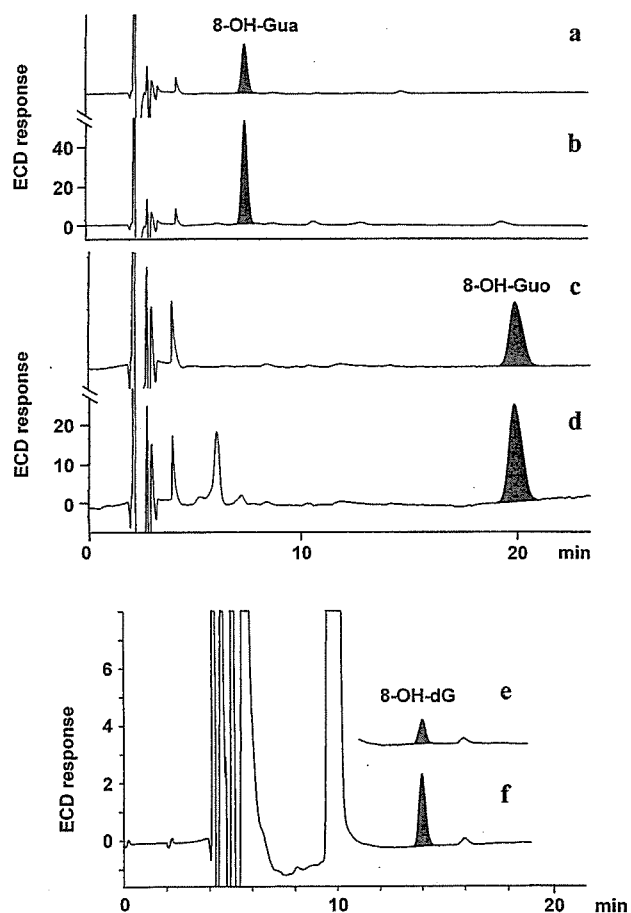 8-OH-Gua
a
ECD response
b
40
20
0
8-OH-Guo
c
ECD response
d
20
10
0
0 10 20 min
ECD response
8-OH-dG
e
f
6
4
2
0
0 10 20 min